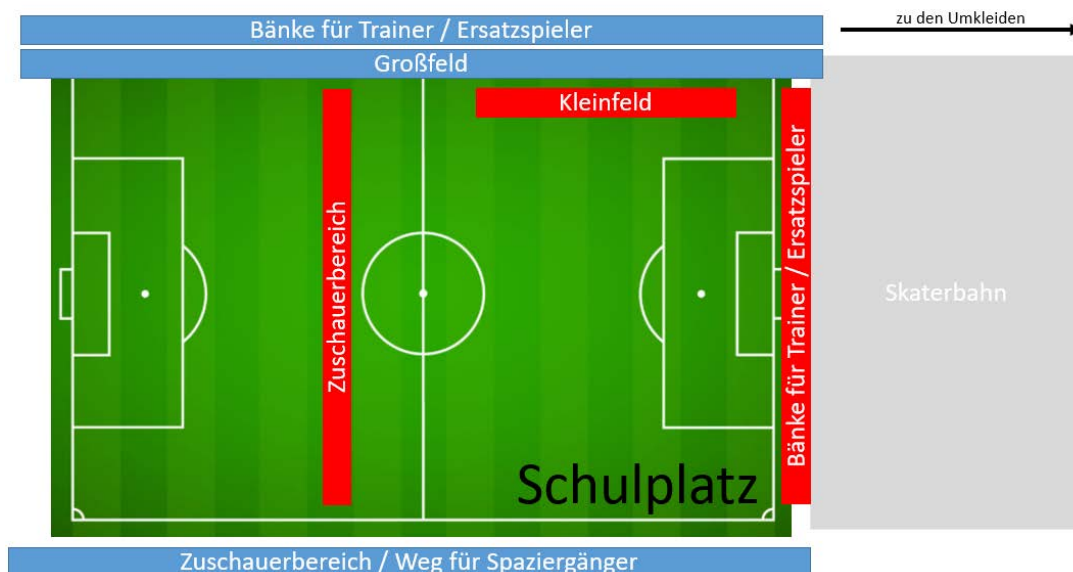 Bänke für Trainer / Ersatzspieler
zu den Umkleiden
Großfeld
Kleinfeld
Zuschauerbereich
Bänke für Trainer / Ersatzspieler
Skaterbahn
Schulplatz
Zuschauerbereich / Weg für Spaziergänger